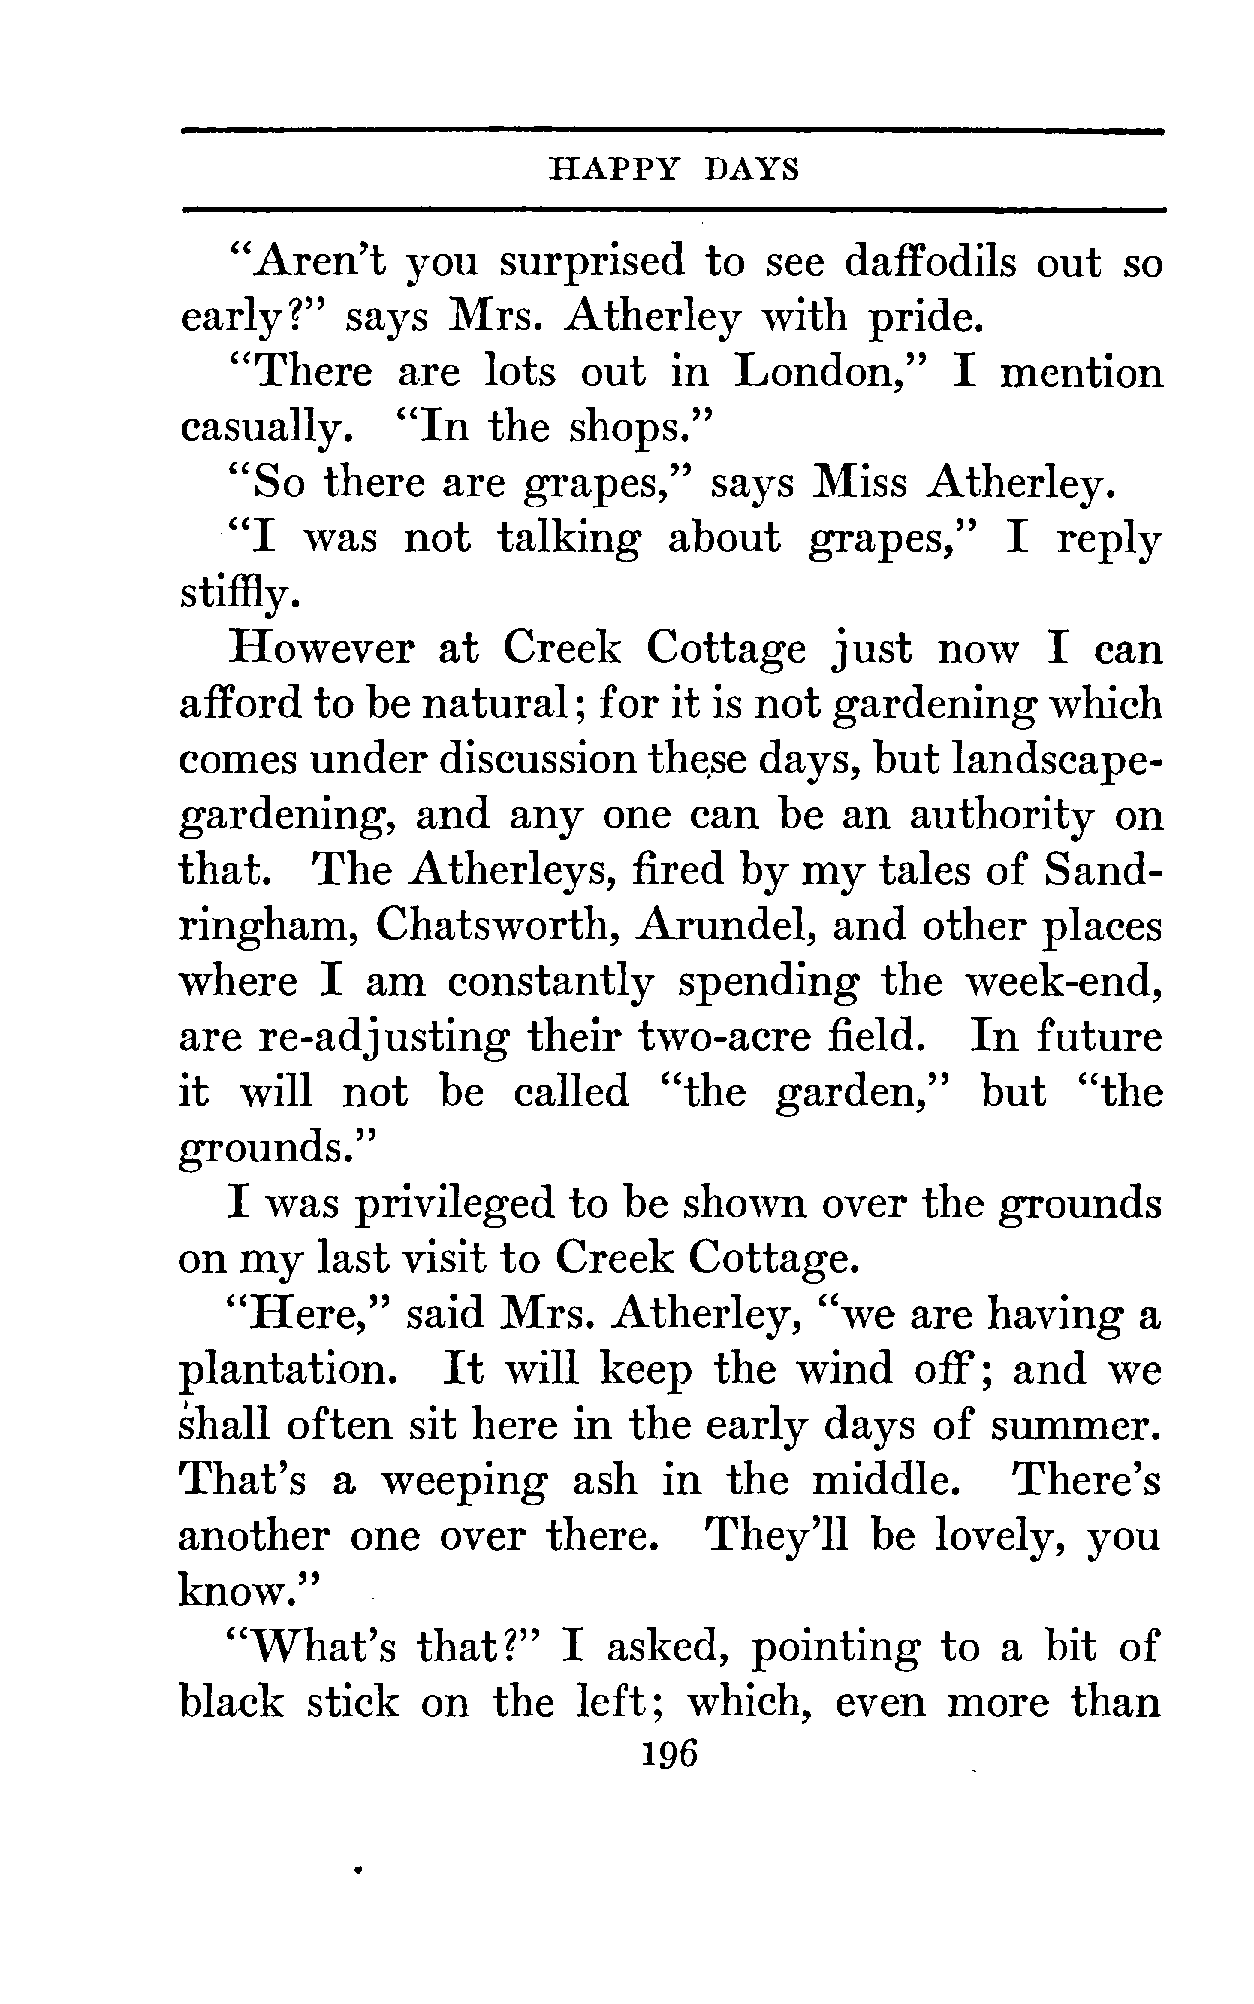 HAPPY DAYS
"Aren't you surprised to see daffodils out so
early?" says Mrs. Atherley with pride.
"There are lots out in London," I mention
casually. "In the shops."
"So there are grapes," says Miss Atherley.
"I was not talking about grapes," I reply
stiffly.
However at Creek Cottage just now I can
afford to be natural; for it is not gardening which
comes under discussion these days, but landscape-
gardening, and any one can be an authority on
that. The Atherleys, fired by my tales of Sand-
ringham, Chatsworth, Arundel, and other places
where I am constantly spending the week-end,
are re-adjusting their two-acre field. In future
it will not be called "the garden," but "the
grounds."
I was privileged to be shown over the grounds
on my last visit to Creek Cottage.
"Here," said Mrs. Atherley, "we are having a
plantation. It will keep the wind off; and we
shall often sit here in the early days of summer.
That's a weeping ash in the middle. There's
another one over there. They'll be lovely, you
know."
"What's that?" I asked, pointing to a bit of
black stick on the left; which, even more than
196